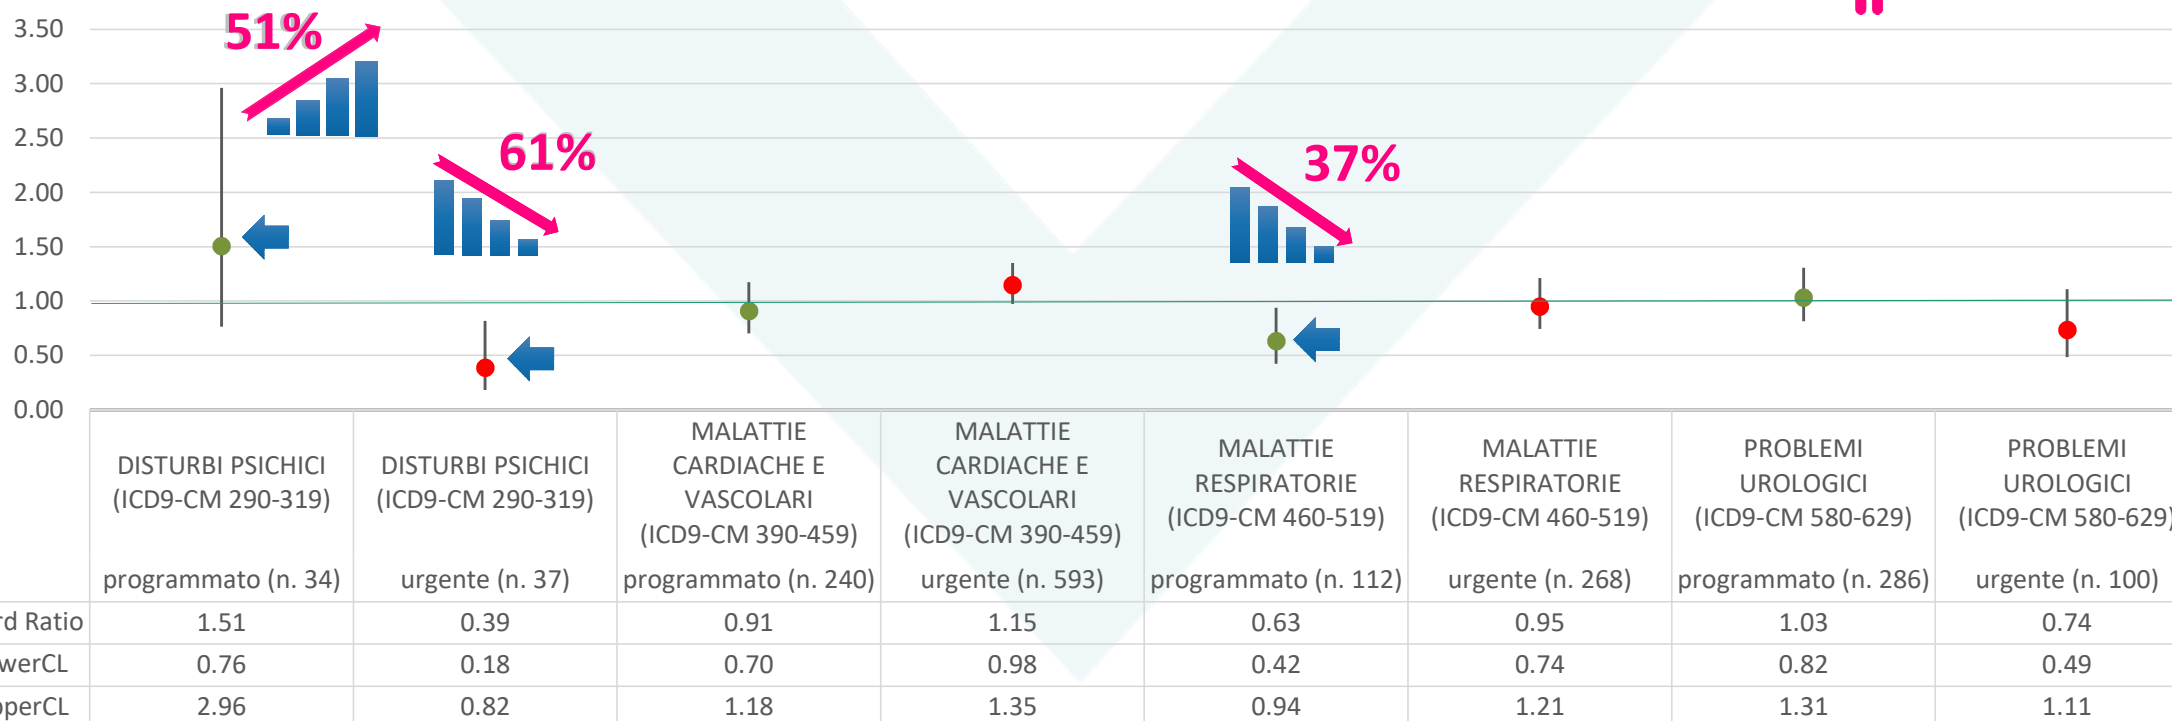 3.50
3.00
2.50
2.00
1.50
1.00
0.50
0.00
51%
61%
37%
DISTURBI PSICHICI
(ICD9-CM 290-319)
programmato (n. 34)
DISTURBI PSICHICI
(ICD9-CM 290-319)
urgente (n. 37)
MALATTIE
CARDIACHE E
VASCOLARI
(ICD9-CM 390-459)
programmato (n. 240)
MALATTIE
CARDIACHE E
VASCOLARI
(ICD9-CM 390-459)
urgente (n. 593)
MALATTIE
RESPIRATORIE
(ICD9-CM 460-519)
programmato (n. 112)
MALATTIE
RESPIRATORIE
(ICD9-CM 460-519)
urgente (n. 268)
PROBLEMI
UROLOGICI
(ICD9-CM 580-629)
programmato (n. 286)
PROBLEMI
UROLOGICI
(ICD9-CM 580-629)
urgente (n. 100)
rd Ratio 1.51 0.39 0.91 1.15 0.63 0.95 1.03 0.74
werCL 0.76 0.18 0.70 0.98 0.42 0.74 0.82 0.49
perCL 2.96 0.82 1.18 1.35 0.94 1.21 1.31 1.11